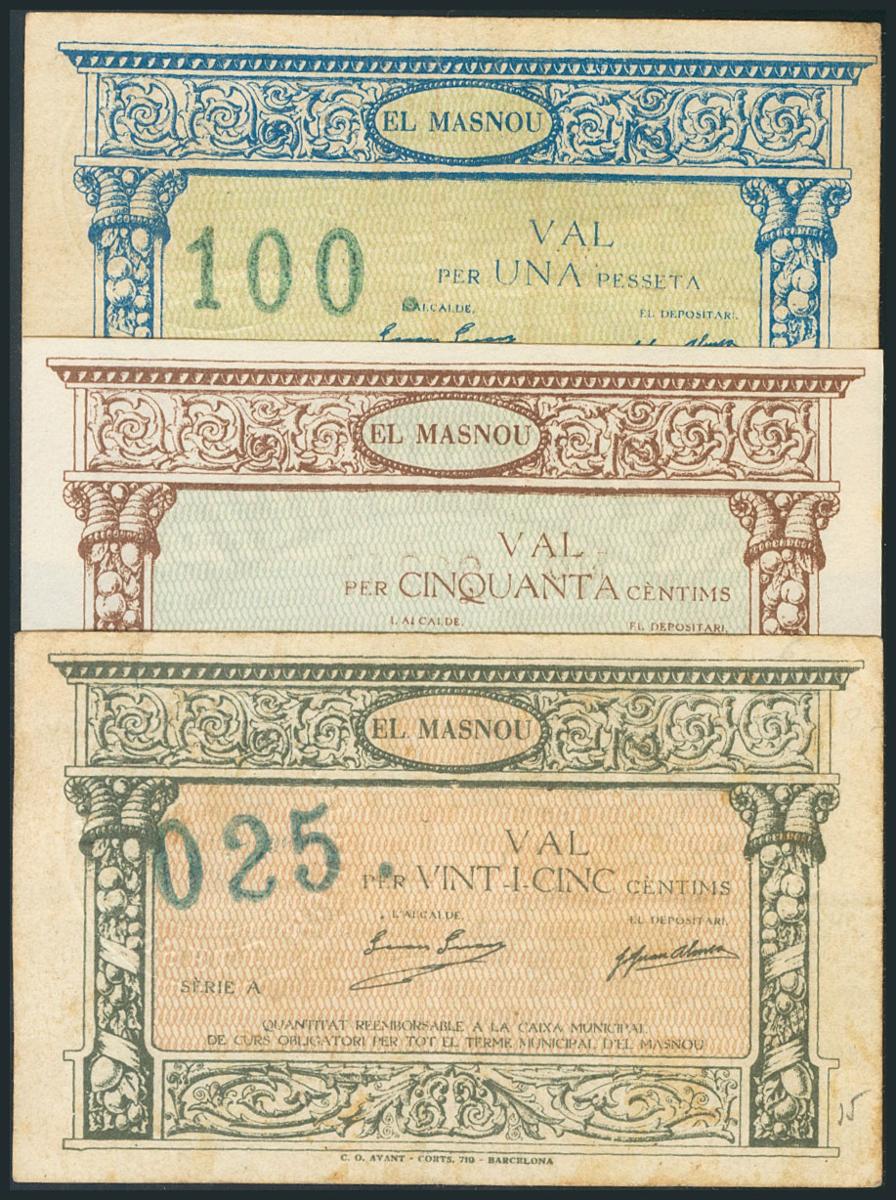 EL MASNOU
100.
VAL
PER UNA PESSETA
L'ALCALDE,
EL DEPOSITARI,
EL MASNOU
VAL
PER CINQUANTA CÈNTIMS
L'ALCALDE,
EL DEPOSITARI,
EL MASNOU
025.
VAL
PER VINT-I-CINC CÈNTIMS
L'ALCALDE,
EL DEPOSITARI,
SÈRIE A
QUANTITAT REEMBORSABLE A LA CAIXA MUNICIPAL
DE CURS OBLIGATORI PER TOT EL TERME MUNICIPAL D'EL MASNOU
C. O. AVANT - CORTS, 719 - BARCELONA